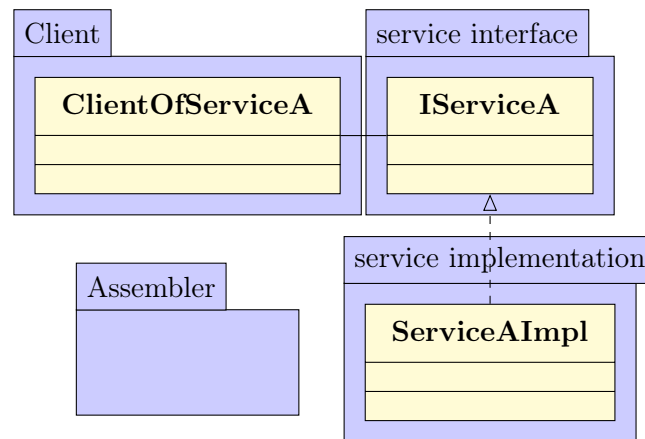 Client
service interface
ClientOfServiceA
IServiceA
service implementation
Assembler
ServiceAImpl